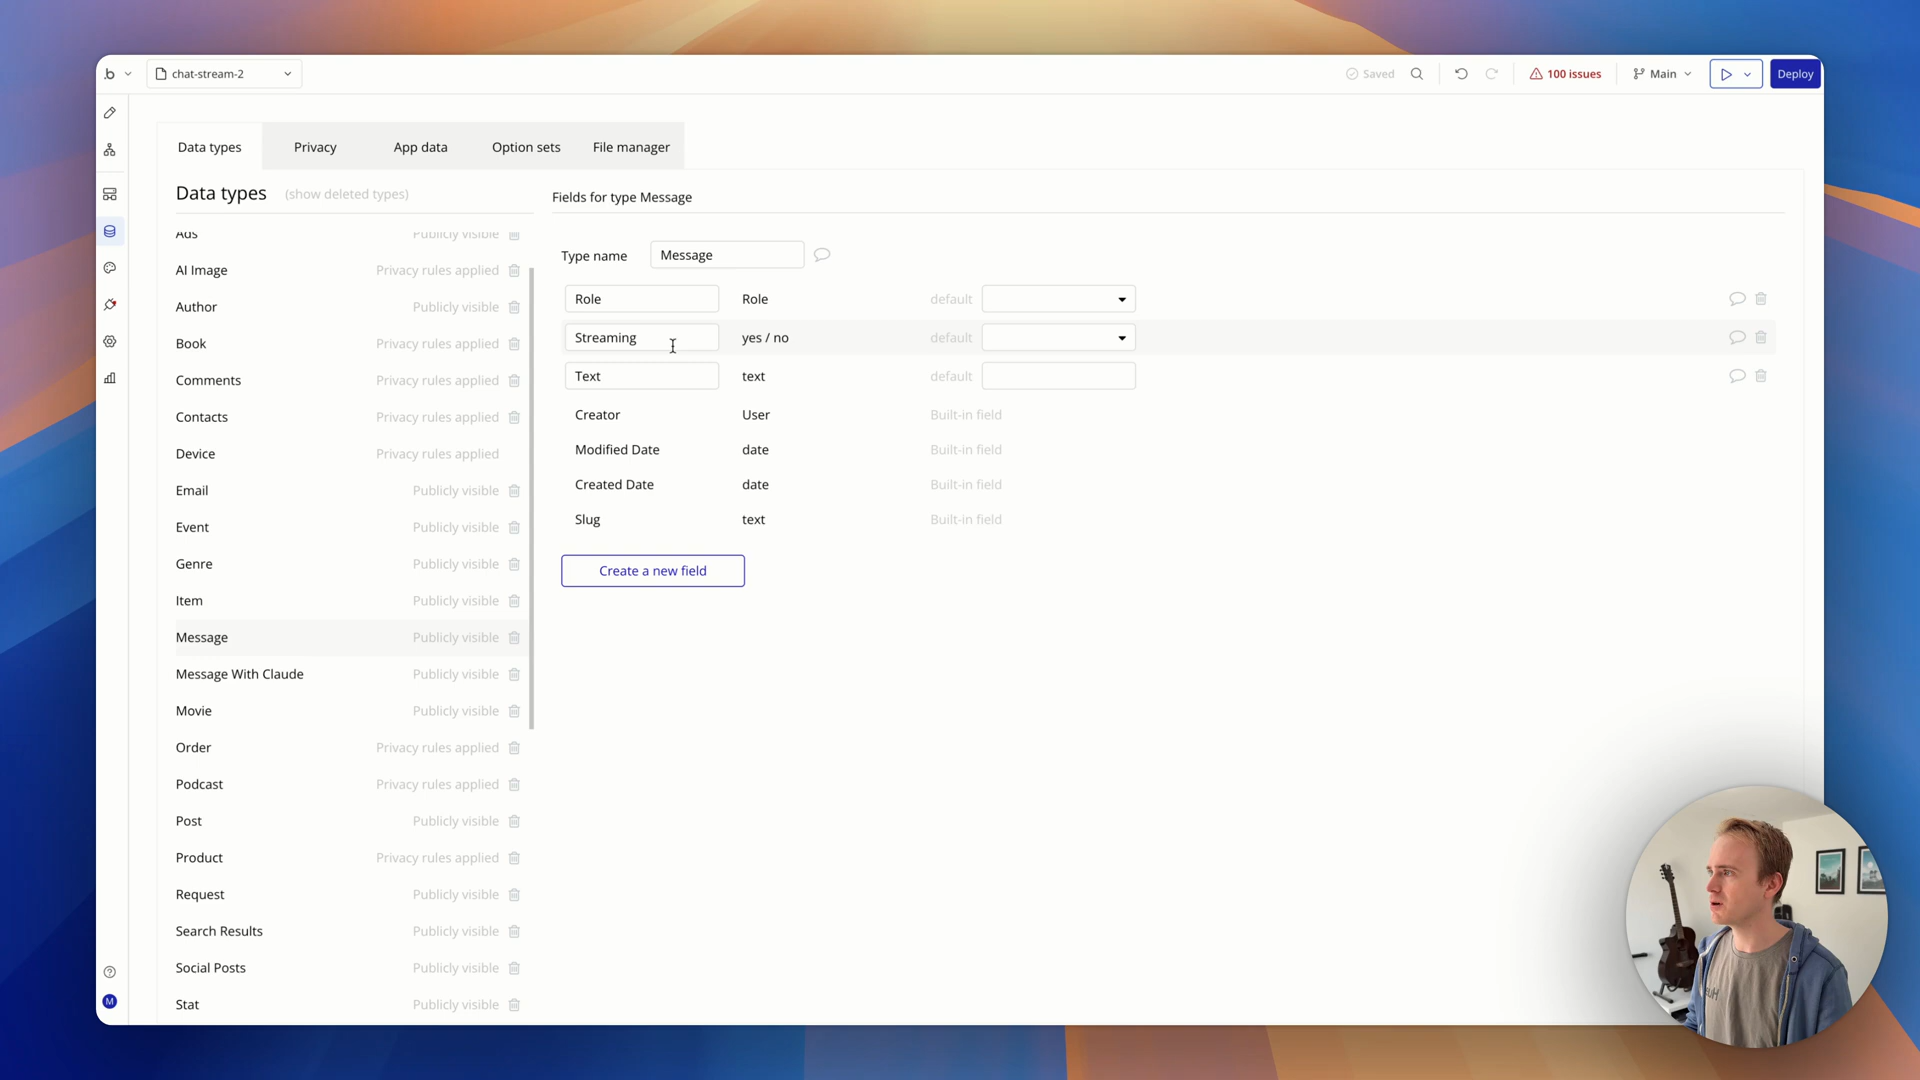 .b
chat-stream-2
Saved
100 issues
Main
Deploy
Data types
Privacy
App data
Option sets
File manager
Data types
(show deleted types)
Fields for type Message
Ads Publicly visible
AI Image Privacy rules applied
Author Publicly visible
Book Privacy rules applied
Comments Privacy rules applied
Contacts Privacy rules applied
Device Privacy rules applied
Email Publicly visible
Event Publicly visible
Genre Publicly visible
Item Publicly visible
Message Publicly visible
Message With Claude Publicly visible
Movie Publicly visible
Order Privacy rules applied
Podcast Privacy rules applied
Post Publicly visible
Product Privacy rules applied
Request Publicly visible
Search Results Publicly visible
Social Posts Publicly visible
Stat Publicly visible
Type name Message
Role Role default
Streaming yes / no default
Text text default
Creator User Built-in field
Modified Date date Built-in field
Created Date date Built-in field
Slug text Built-in field
Create a new field
M